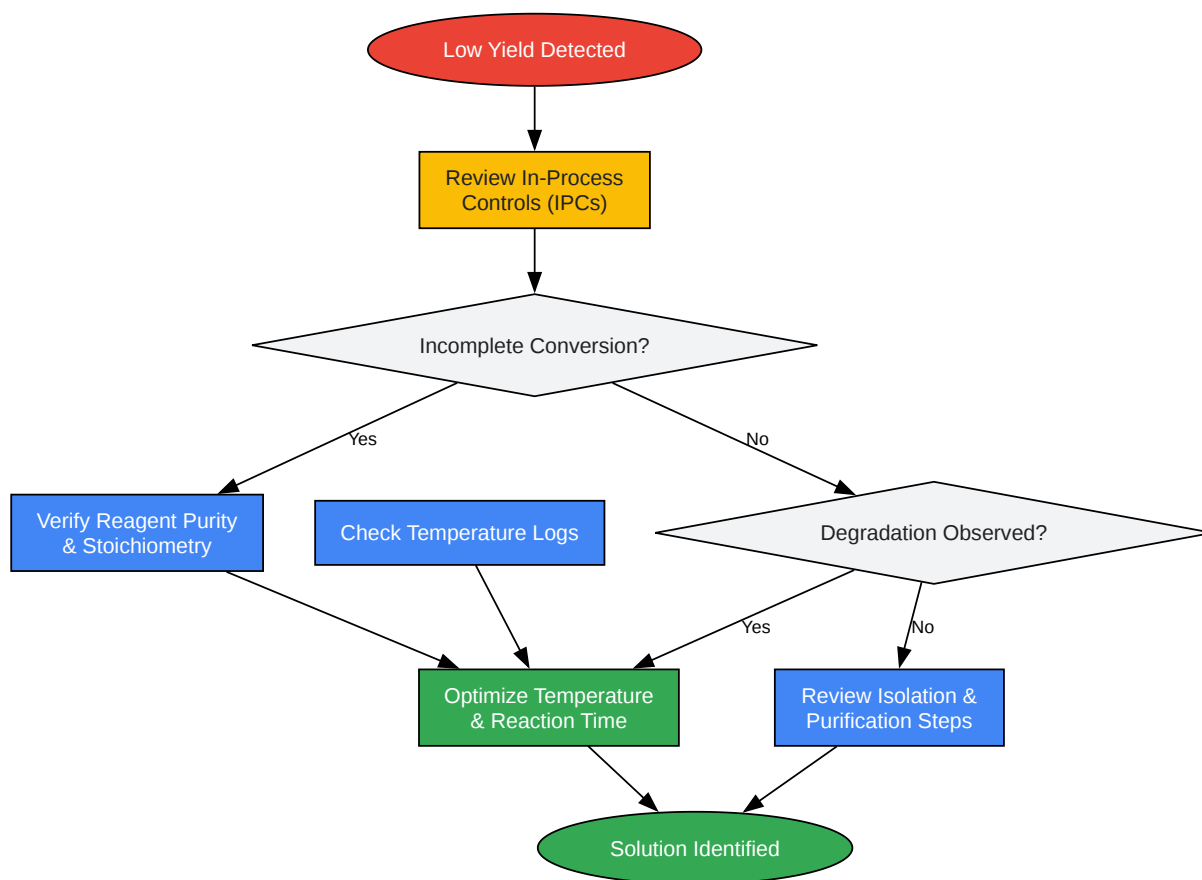 Low Yield Detected
Review In-Process
Controls (IPCs)
Incomplete Conversion?
Yes
No
Verify Reagent Purity
& Stoichiometry
Check Temperature Logs
Degradation Observed?
Yes
No
Optimize Temperature
& Reaction Time
Review Isolation &
Purification Steps
Solution Identified